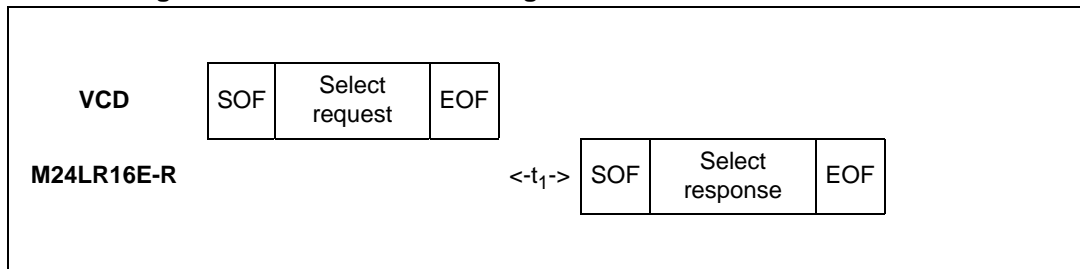 VCD SOF Select request EOF
M24LR16E-R <-t1-> SOF Select response EOF